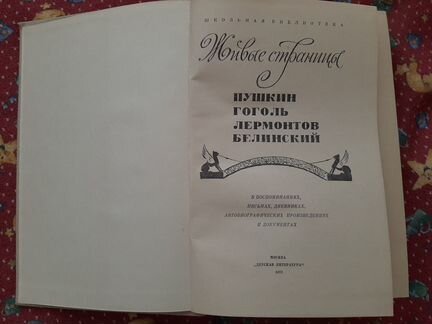 ШКОЛЬНАЯ БИБЛИОТЕКА
Живые страницы
ПУШКИН
ГОГОЛЬ
ЛЕРМОНТОВ
БЕЛИНСКИЙ
В ВОСПОМИНАНИЯХ,
ПИСЬМАХ, ДНЕВНИКАХ,
АВТОБИОГРАФИЧЕСКИХ ПРОИЗВЕДЕНИЯХ
И ДОКУМЕНТАХ
МОСКВА
„ДЕТСКАЯ ЛИТЕРАТУРА“